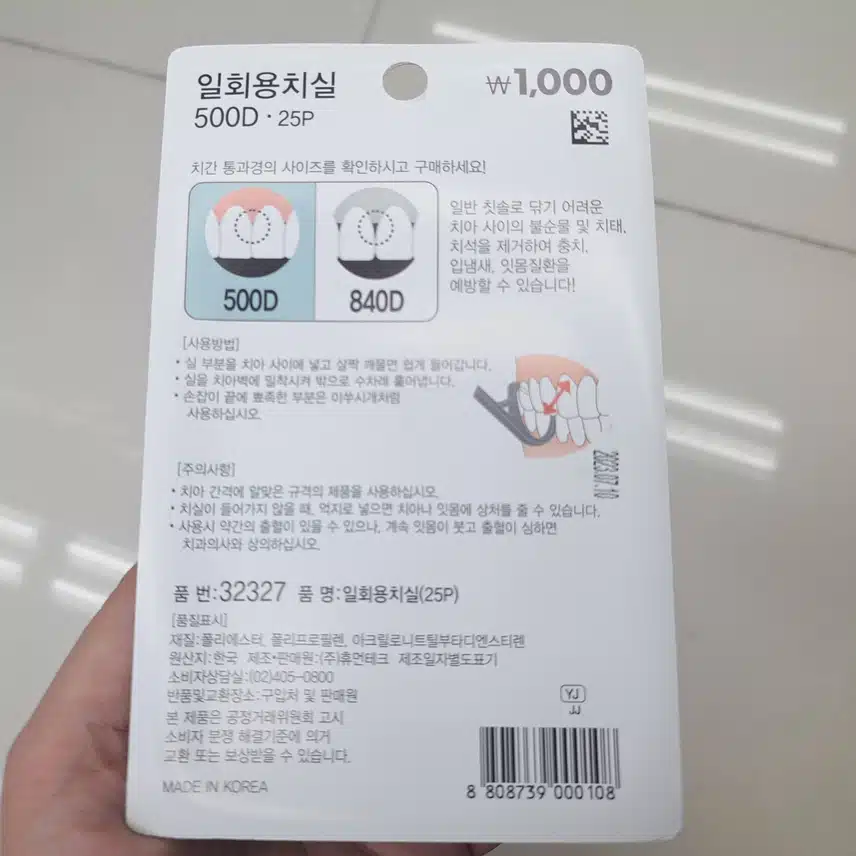 일회용치실
₩1,000
500D · 25P
치간 통과경의 사이즈를 확인하시고 구매하세요!
500D
840D
일반 칫솔로 닦기 어려운
치아 사이의 불순물 및 치태,
치석을 제거하여 충치,
입냄새, 잇몸질환을
예방할 수 있습니다!
[사용방법]
• 실 부분을 치아 사이에 넣고 살짝 깨물면 쉽게 들어갑니다.
• 실을 치아벽에 밀착시켜 밖으로 수차례 훑어냅니다.
• 손잡이 끝에 뾰족한 부분은 이쑤시개처럼
사용하십시오.
2023.07.10
[주의사항]
• 치아 간격에 알맞은 규격의 제품을 사용하십시오.
• 치실이 들어가지 않을 때, 억지로 넣으면 치아나 잇몸에 상처를 줄 수 있습니다.
• 사용시 약간의 출혈이 있을 수 있으나, 계속 잇몸이 붓고 출혈이 심하면
치과의사와 상의하십시오.
품 번:32327 품 명:일회용치실(25P)
[품질표시]
재질:폴리에스터, 폴리프로필렌, 아크릴로니트릴부타디엔스티렌
원산지:한국 제조•판매원:(주)휴먼테크 제조일자별도표기
소비자상담실:(02)405-0800
반품및교환장소:구입처 및 판매원
본 제품은 공정거래위원회 고시
소비자 분쟁 해결기준에 의거
교환 또는 보상받을 수 있습니다.
YJ
JJ
MADE IN KOREA
8 808739 000108